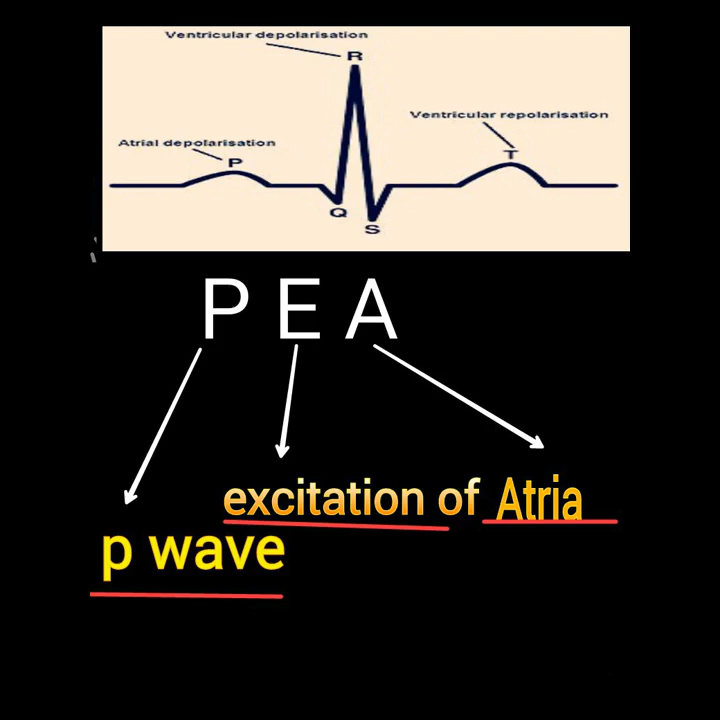 Ventricular depolarisation
R
Ventricular repolarisation
Atrial depolarisation
T
P
Q
S
P E A
excitation of Atria
p wave